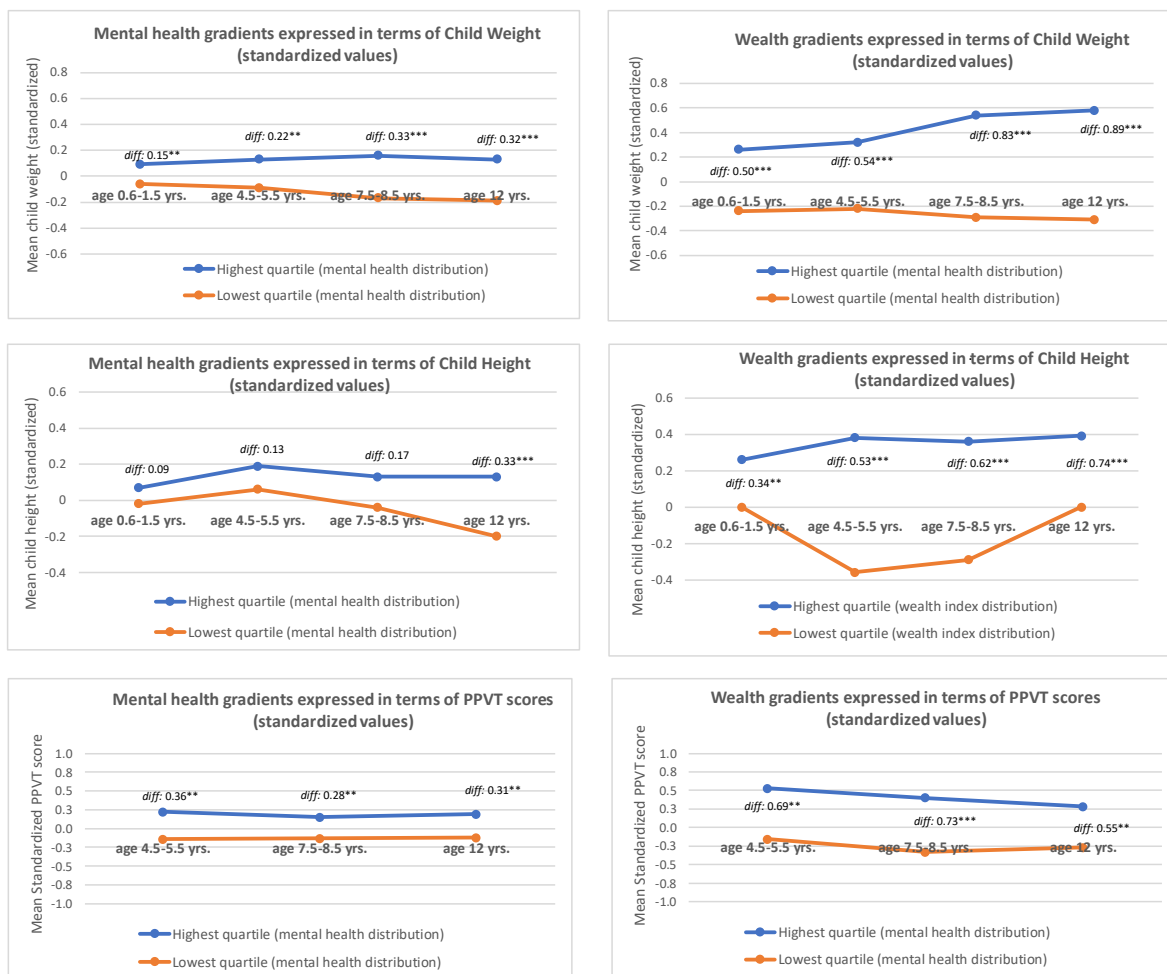 Mental health gradients expressed in terms of Child Weight
(standardized values)
Mean child weight (standardized)
0.8
0.6
0.4
0.2
0
-0.2
-0.4
-0.6
diff: 0.15**
diff: 0.22**
diff: 0.33***
diff: 0.32***
age 0.6-1.5 yrs.
age 4.5-5.5 yrs.
age 7.5-8.5 yrs.
age 12 yrs.
Highest quartile (mental health distribution)
Lowest quartile (mental health distribution)
Wealth gradients expressed in terms of Child Weight
(standardized values)
Mean child weight (standardized)
0.8
0.6
0.4
0.2
0
-0.2
-0.4
-0.6
diff: 0.50***
diff: 0.54***
diff: 0.83***
diff: 0.89***
age 0.6-1.5 yrs.
age 4.5-5.5 yrs.
age 7.5-8.5 yrs.
age 12 yrs.
Highest quartile (mental health distribution)
Lowest quartile (mental health distribution)
Mental health gradients expressed in terms of Child Height
(standardized values)
Mean child height (standardized)
0.6
0.4
0.2
0
-0.2
-0.4
diff: 0.09
diff: 0.13
diff: 0.17
diff: 0.33***
age 0.6-1.5 yrs.
age 4.5-5.5 yrs.
age 7.5-8.5 yrs.
age 12 yrs.
Highest quartile (mental health distribution)
Lowest quartile (mental health distribution)
Wealth gradients expressed in terms of Child Height
(standardized values)
Mean child height (standardized)
0.6
0.4
0.2
0
-0.2
-0.4
diff: 0.34**
diff: 0.53***
diff: 0.62***
diff: 0.74***
age 0.6-1.5 yrs.
age 4.5-5.5 yrs.
age 7.5-8.5 yrs.
age 12 yrs.
Highest quartile (wealth index distribution)
Lowest quartile (wealth index distribution)
Mental health gradients expressed in terms of PPVT scores
(standardized values)
Mean Standardized PPVT score
1.0
0.8
0.5
0.3
0.0
-0.3
-0.5
-0.8
-1.0
diff: 0.36**
diff: 0.28**
diff: 0.31**
age 4.5-5.5 yrs.
age 7.5-8.5 yrs.
age 12 yrs.
Highest quartile (mental health distribution)
Lowest quartile (mental health distribution)
Wealth gradients expressed in terms of PPVT scores
(standardized values)
Mean Standardized PPVT score
1.0
0.8
0.5
0.3
0.0
-0.3
-0.5
-0.8
-1.0
diff: 0.69**
diff: 0.73***
diff: 0.55**
age 4.5-5.5 yrs.
age 7.5-8.5 yrs.
age 12 yrs.
Highest quartile (mental health distribution)
Lowest quartile (mental health distribution)